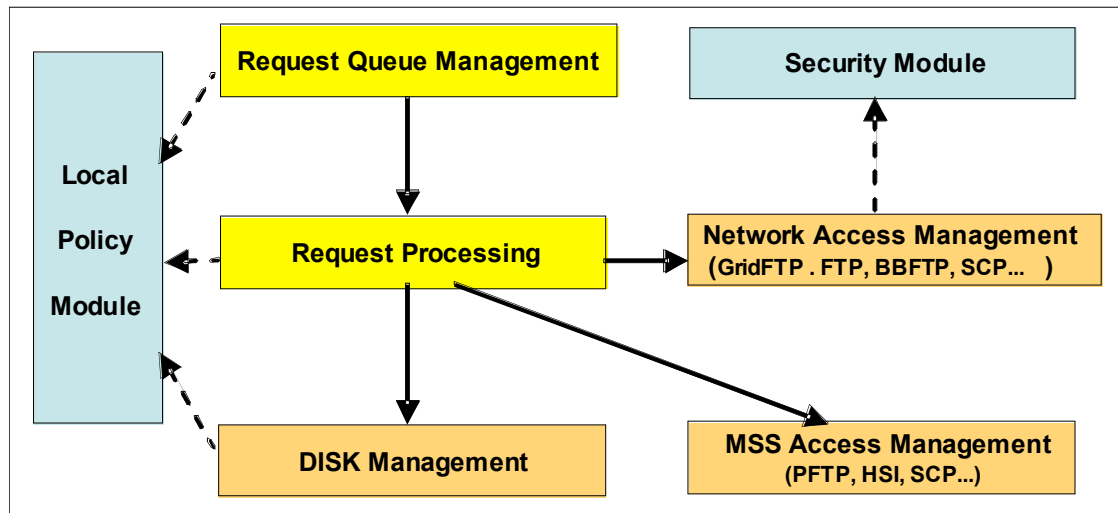 Request Queue Management
Security Module
Local
Policy
Module
Request Processing
Network Access Management
(GridFTP . FTP, BBFTP, SCP... )
DISK Management
MSS Access Management
(PFTP, HSI, SCP...)